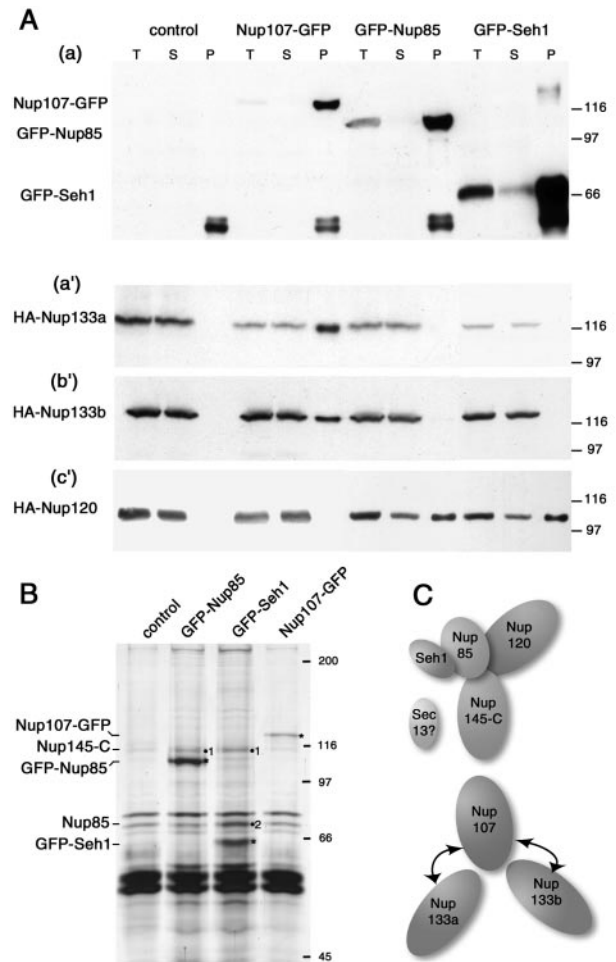 A
control Nup107-GFP GFP-Nup85 GFP-Seh1
(a) T S P T S P T S P T S P
Nup107-GFP
116
GFP-Nup85
97
GFP-Seh1
66
(a')
HA-Nup133a
116
97
(b')
HA-Nup133b
116
97
(c')
HA-Nup120
116
97
B
control GFP-Nup85 GFP-Seh1 Nup107-GFP
200
Nup107-GFP
Nup145-C
1 1
116
GFP-Nup85
97
Nup85
2
GFP-Seh1
66
45
C
Nup
120
Nup
85
Seh1
Nup
145-C
Sec
13?
Nup
107
Nup
133a
Nup
133b